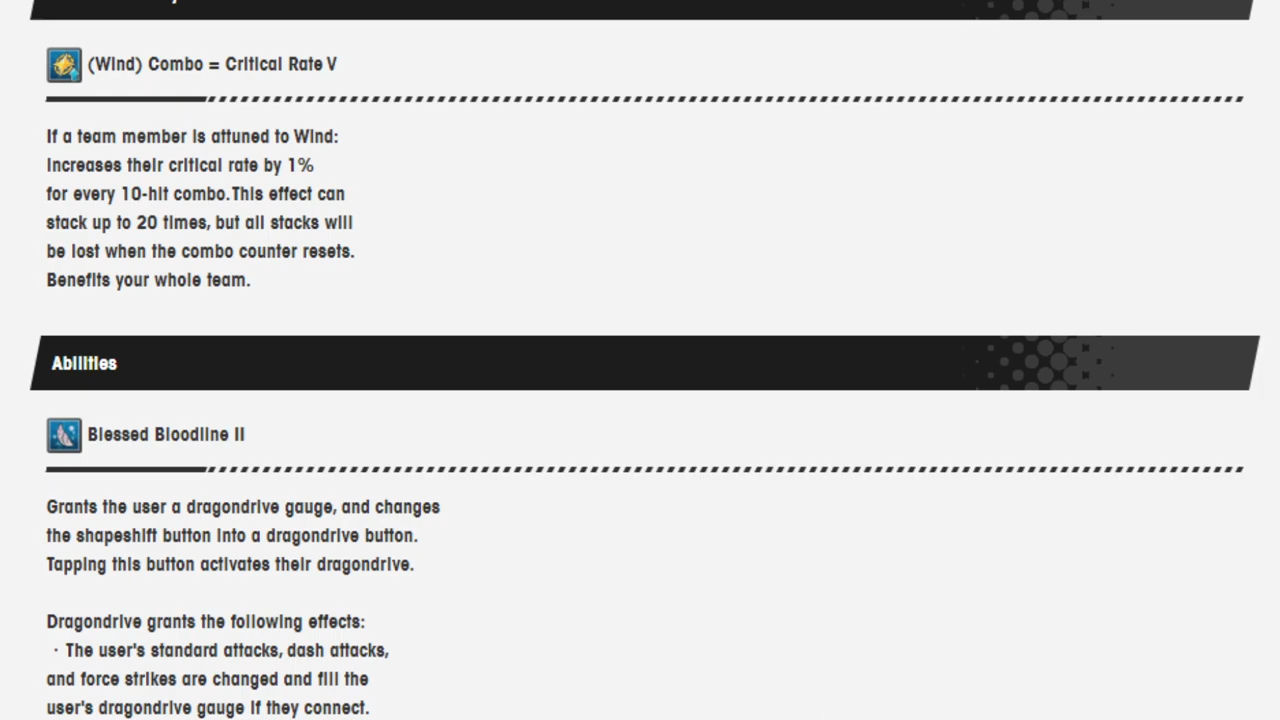 (Wind) Combo = Critical Rate V
If a team member is attuned to Wind:
Increases their critical rate by 1%
for every 10-hit combo.This effect can
stack up to 20 times, but all stacks will
be lost when the combo counter resets.
Benefits your whole team.
Abilities
Blessed Bloodline II
Grants the user a dragondrive gauge, and changes
the shapeshift button into a dragondrive button.
Tapping this button activates their dragondrive.
Dragondrive grants the following effects:
· The user's standard attacks, dash attacks,
and force strikes are changed and fill the
user's dragondrive gauge if they connect.